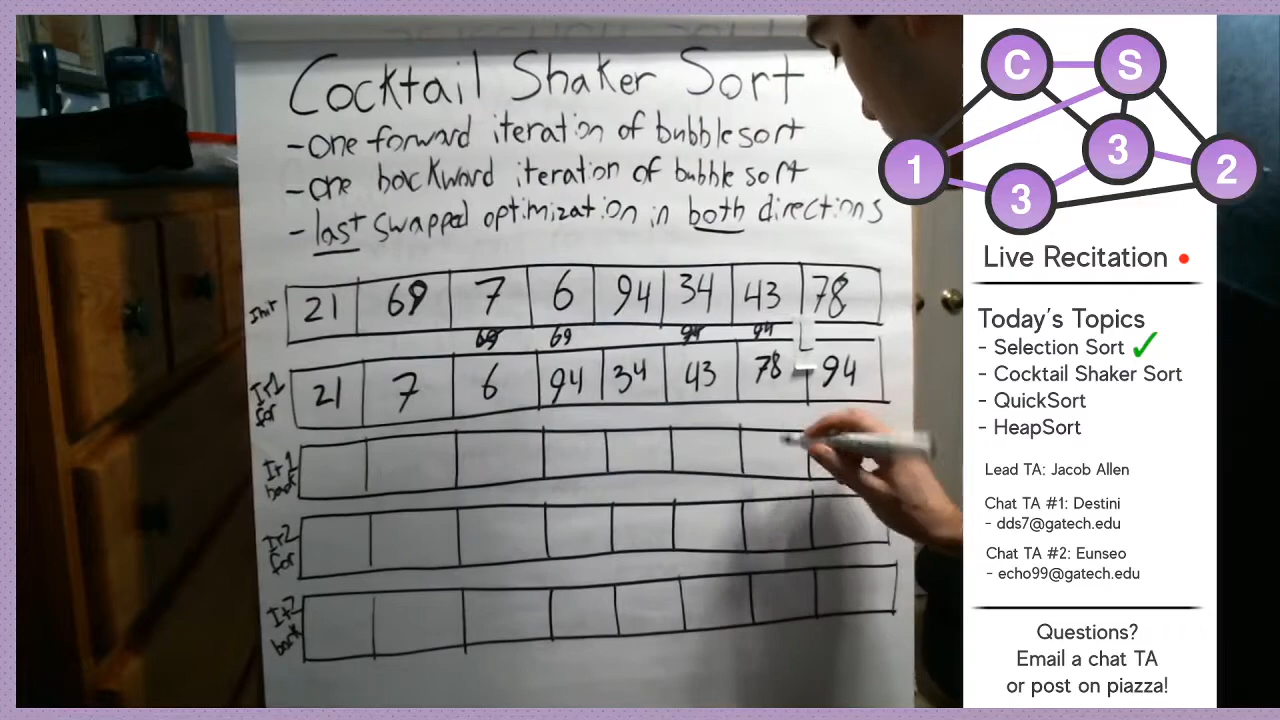 Cocktail Shaker Sort
- one forward iteration of bubble sort
- one backward iteration of bubble sort
- last swapped optimization in both directions
Init 21 69 7 6 94 34 43 78
69 69 94 94
It1 for 21 7 6 94 34 43 78 94
It1 back
It2 for
It2 back
C S
1 3 3 2
Live Recitation
Today's Topics
- Selection Sort ✓
- Cocktail Shaker Sort
- QuickSort
- HeapSort
Lead TA: Jacob Allen
Chat TA #1: Destini
- dds7@gatech.edu
Chat TA #2: Eunseo
- echo99@gatech.edu
Questions?
Email a chat TA
or post on piazza!